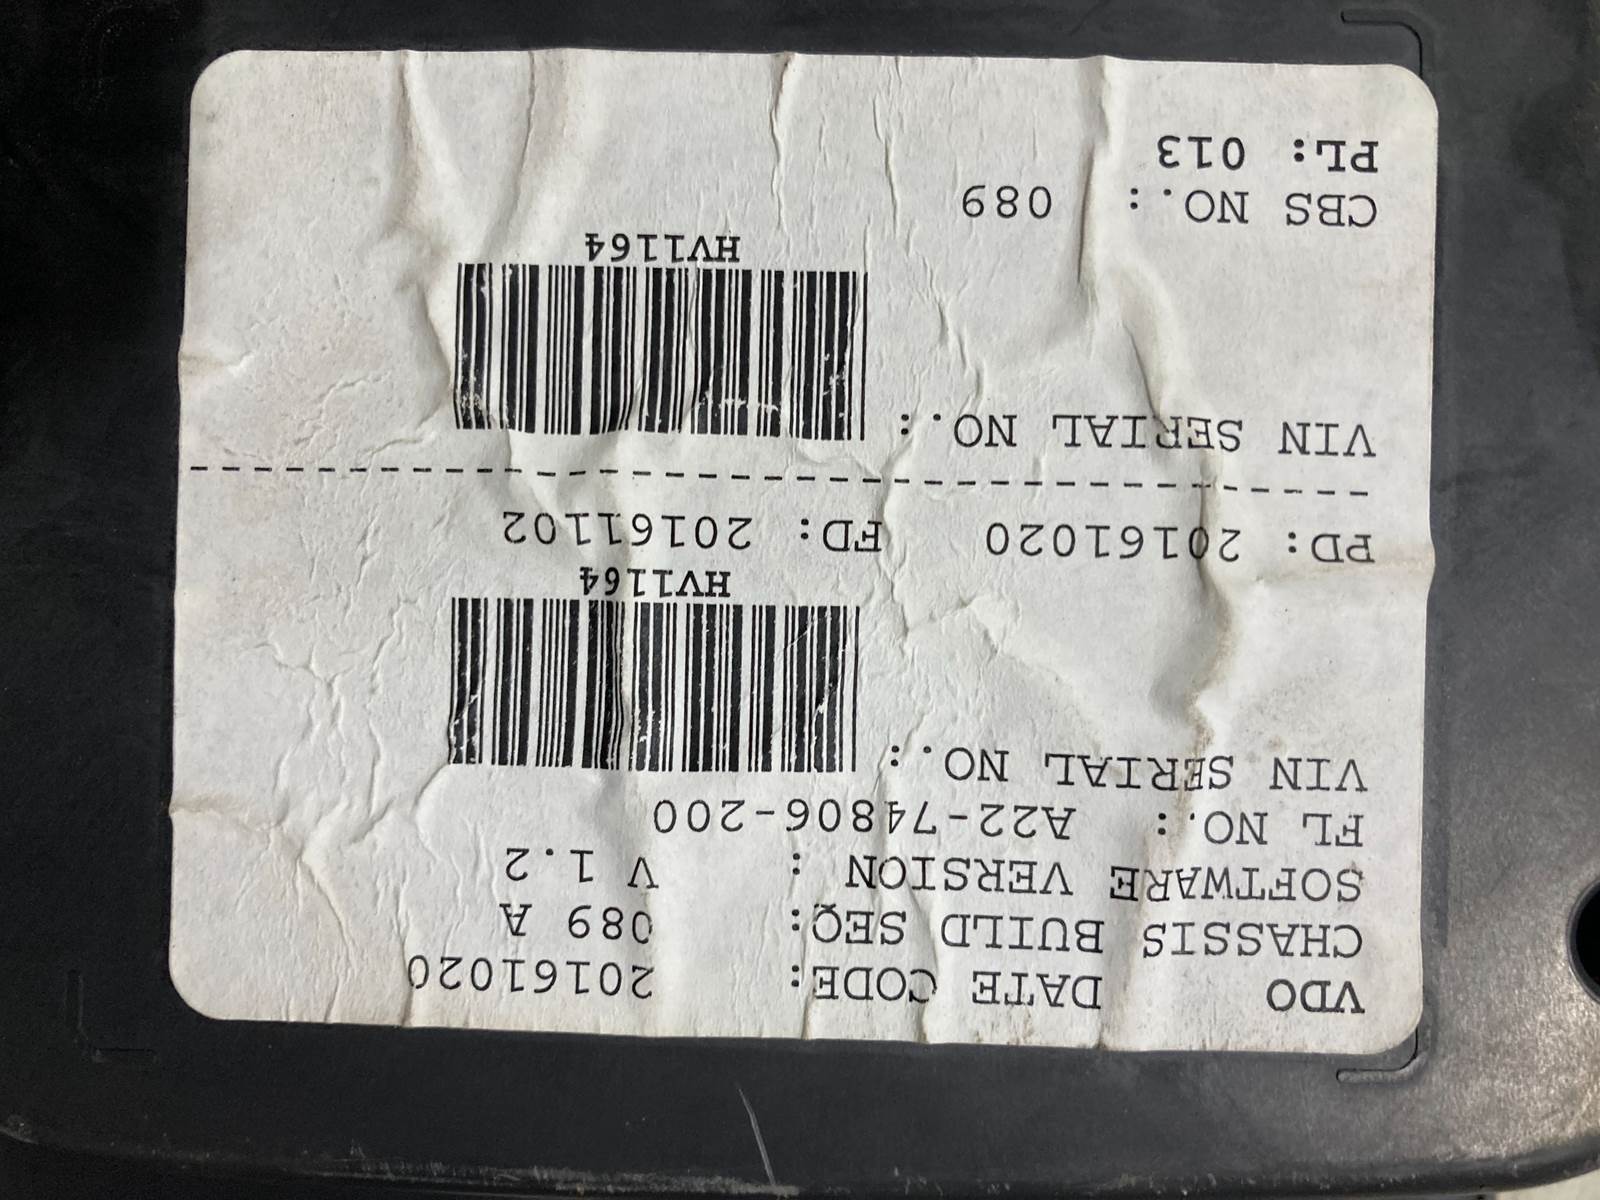 VDO DATE CODE: 20161020
CHASSIS BUILD SEQ: 089 A
SOFTWARE VERSION : V 1.2
FL NO.: A22-74806-200
VIN SERIAL NO.:
HV1164
PD: 20161020 FD: 20161102
VIN SERIAL NO.:
HV1164
CBS NO.: 089
PL: 013